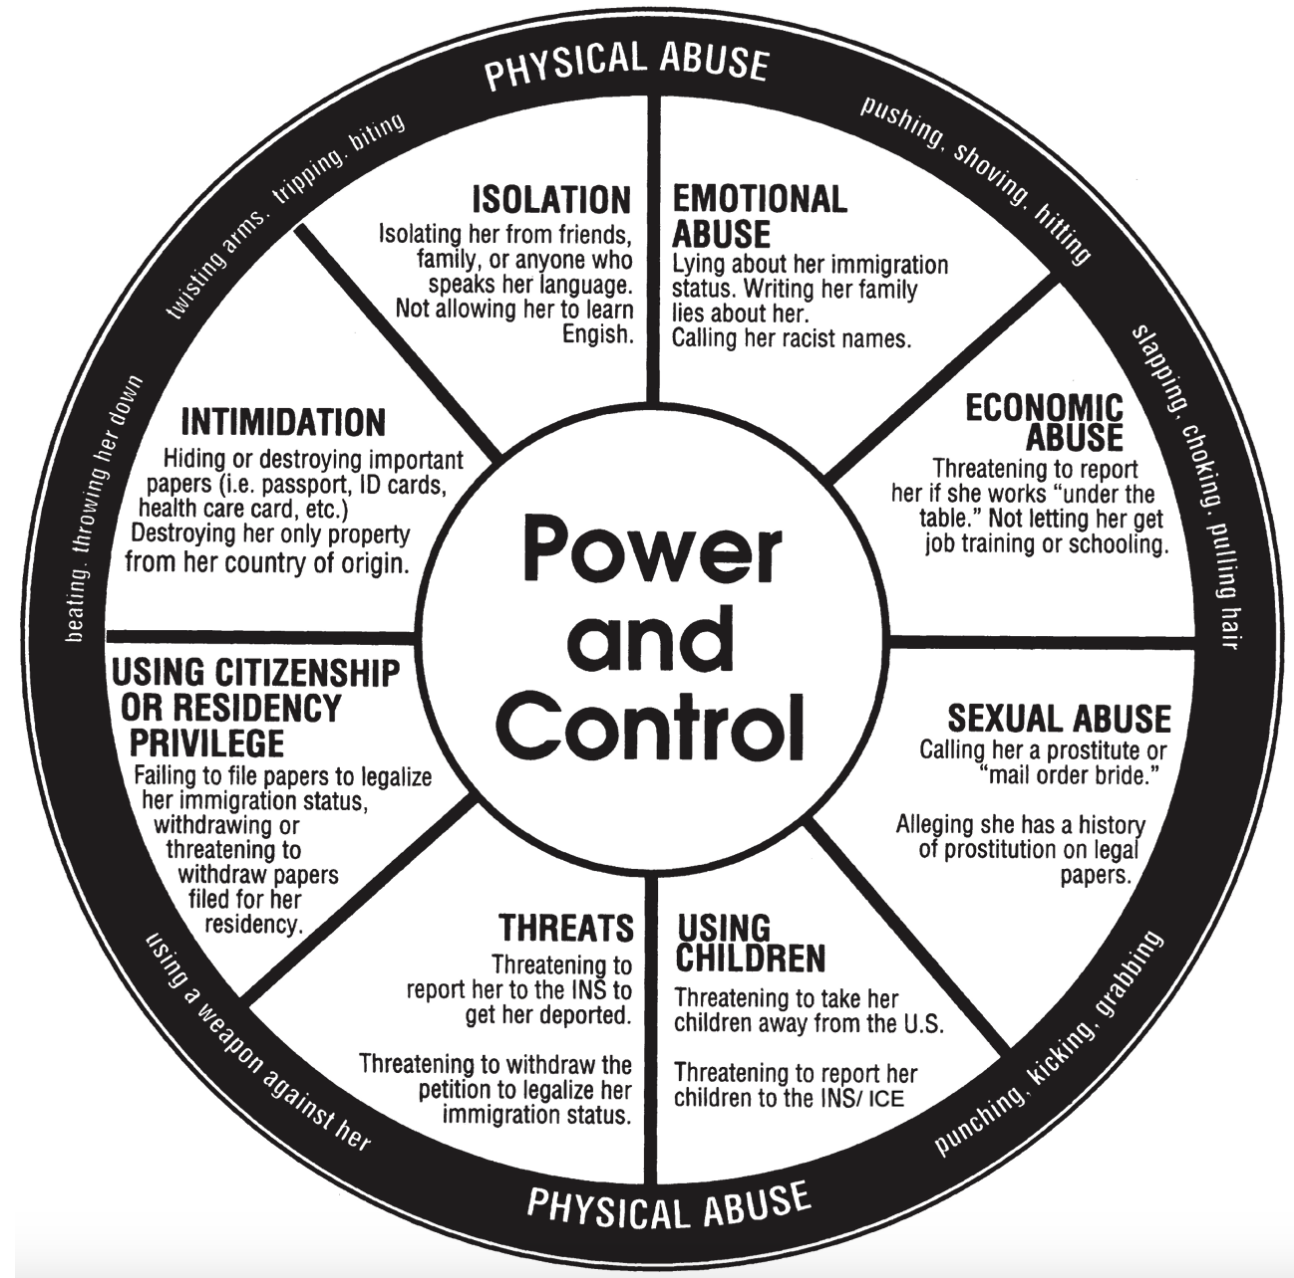 PHYSICAL ABUSE
pushing, shoving, hitting
slapping, choking, pulling hair
punching, kicking, grabbing
PHYSICAL ABUSE
using a weapon against her
beating, throwing her down
twisting arms, tripping, biting
ISOLATION
Isolating her from friends,
family, or anyone who
speaks her language.
Not allowing her to learn
Engish.
EMOTIONAL
ABUSE
Lying about her immigration
status. Writing her family
lies about her.
Calling her racist names.
ECONOMIC
ABUSE
Threatening to report
her if she works “under the
table.” Not letting her get
job training or schooling.
SEXUAL ABUSE
Calling her a prostitute or
“mail order bride.”
Alleging she has a history
of prostitution on legal
papers.
USING
CHILDREN
Threatening to take her
children away from the U.S.
Threatening to report her
children to the INS/ ICE
THREATS
Threatening to
report her to the INS to
get her deported.
Threatening to withdraw the
petition to legalize her
immigration status.
USING CITIZENSHIP
OR RESIDENCY
PRIVILEGE
Failing to file papers to legalize
her immigration status,
withdrawing or
threatening to
withdraw papers
filed for her
residency.
INTIMIDATION
Hiding or destroying important
papers (i.e. passport, ID cards,
health care card, etc.)
Destroying her only property
from her country of origin.
Power
and
Control